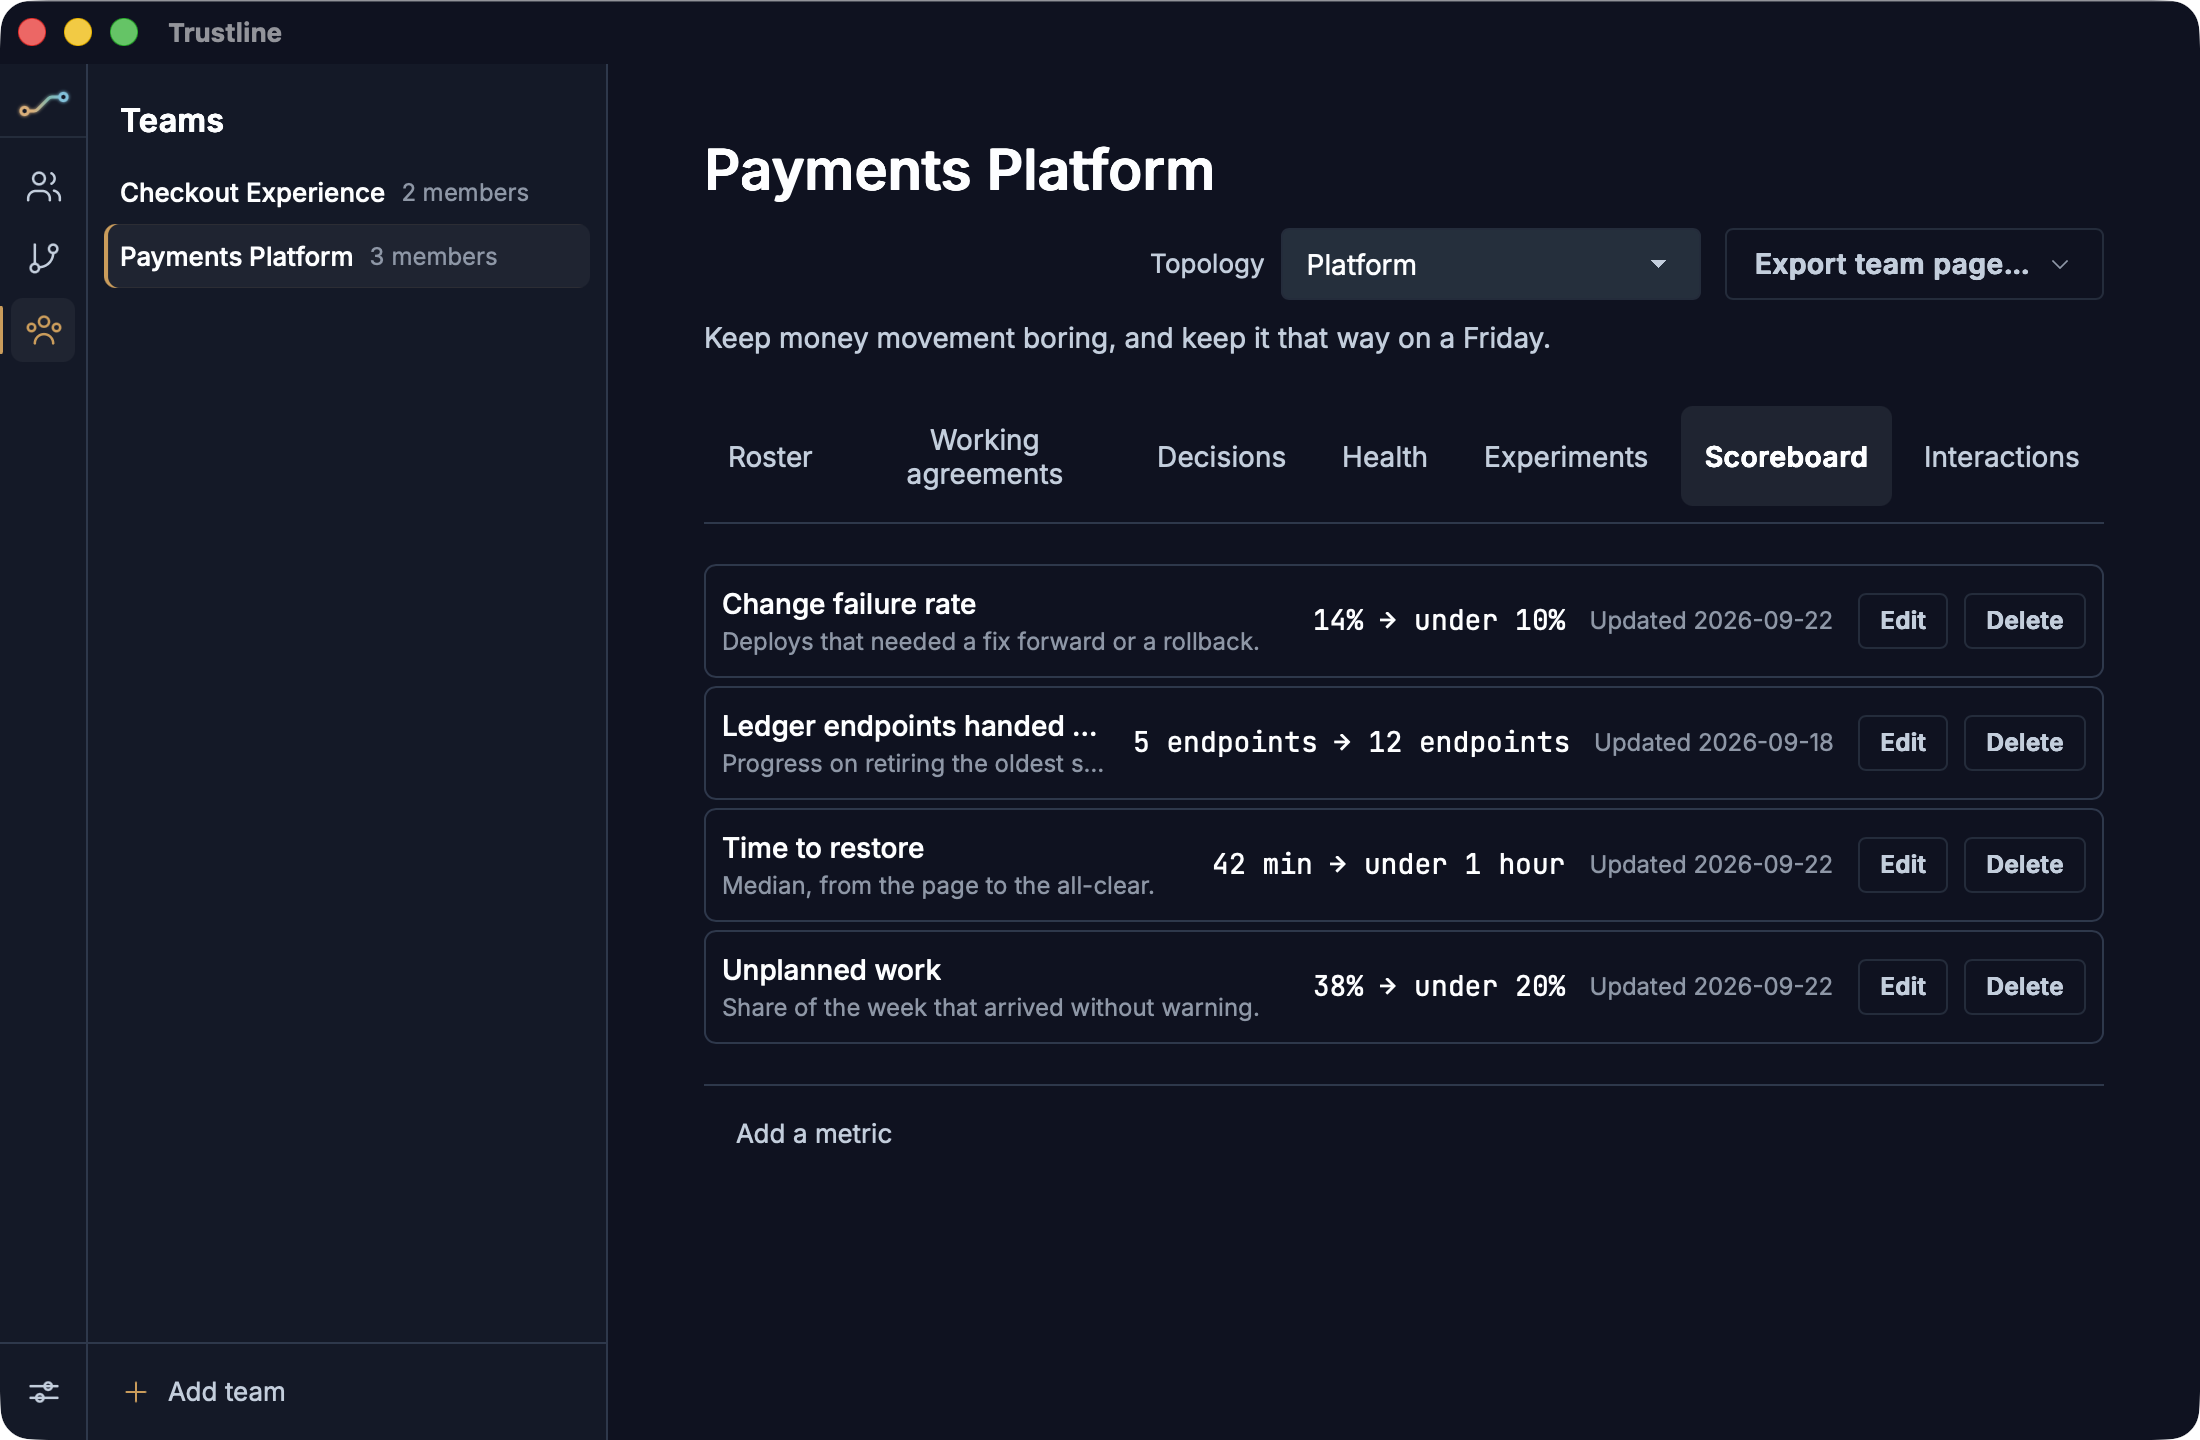 Trustline
Teams
Checkout Experience 2 members
Payments Platform 3 members
Add team
Payments Platform
Topology Platform Export team page...
Keep money movement boring, and keep it that way on a Friday.
Roster Working agreements Decisions Health Experiments Scoreboard Interactions
Change failure rate
Deploys that needed a fix forward or a rollback.
14% → under 10% Updated 2026-09-22 Edit Delete
Ledger endpoints handed ...
Progress on retiring the oldest s...
5 endpoints → 12 endpoints Updated 2026-09-18 Edit Delete
Time to restore
Median, from the page to the all-clear.
42 min → under 1 hour Updated 2026-09-22 Edit Delete
Unplanned work
Share of the week that arrived without warning.
38% → under 20% Updated 2026-09-22 Edit Delete
Add a metric